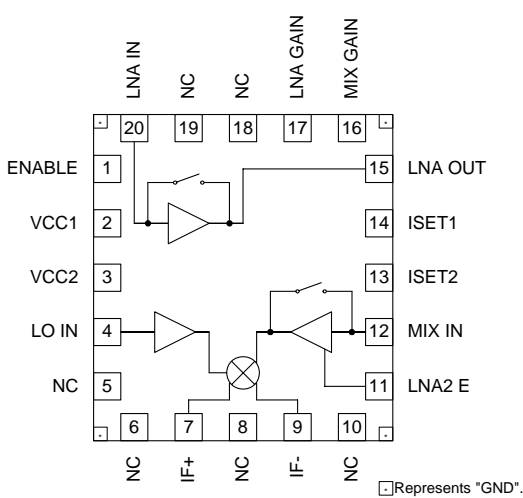 LNA IN
NC
NC
LNA GAIN
MIX GAIN
20
19
18
17
16
ENABLE 1
15 LNA OUT
VCC1 2
14 ISET1
VCC2 3
13 ISET2
LO IN 4
12 MIX IN
NC 5
11 LNA2 E
6
7
8
9
10
NC
IF+
NC
IF-
NC
Represents "GND".